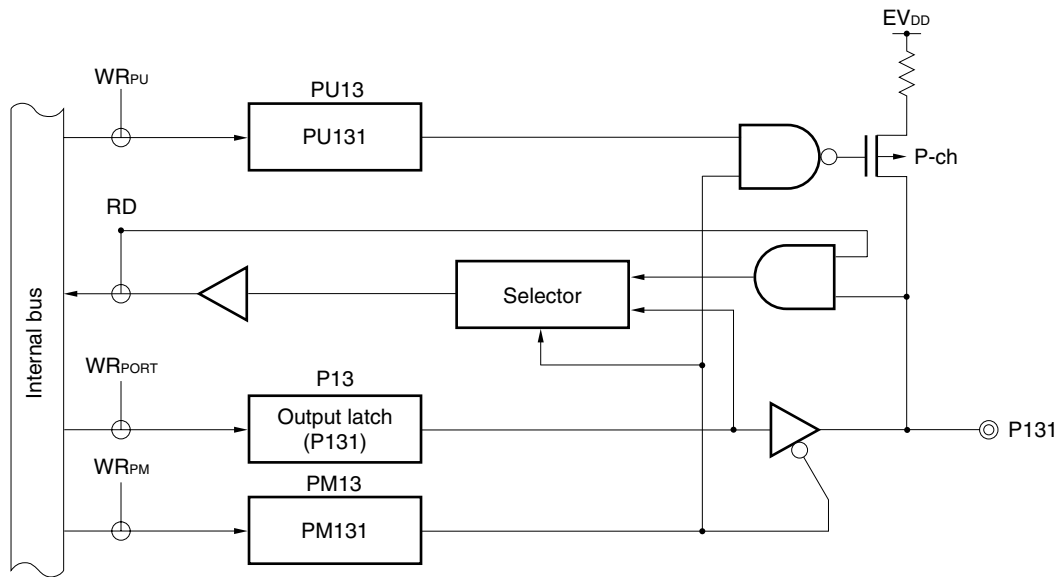 EVDD
WRPU
PU13
PU131
P-ch
RD
Selector
Internal bus
WRPORT
P13
Output latch
(P131)
P131
WRPM
PM13
PM131